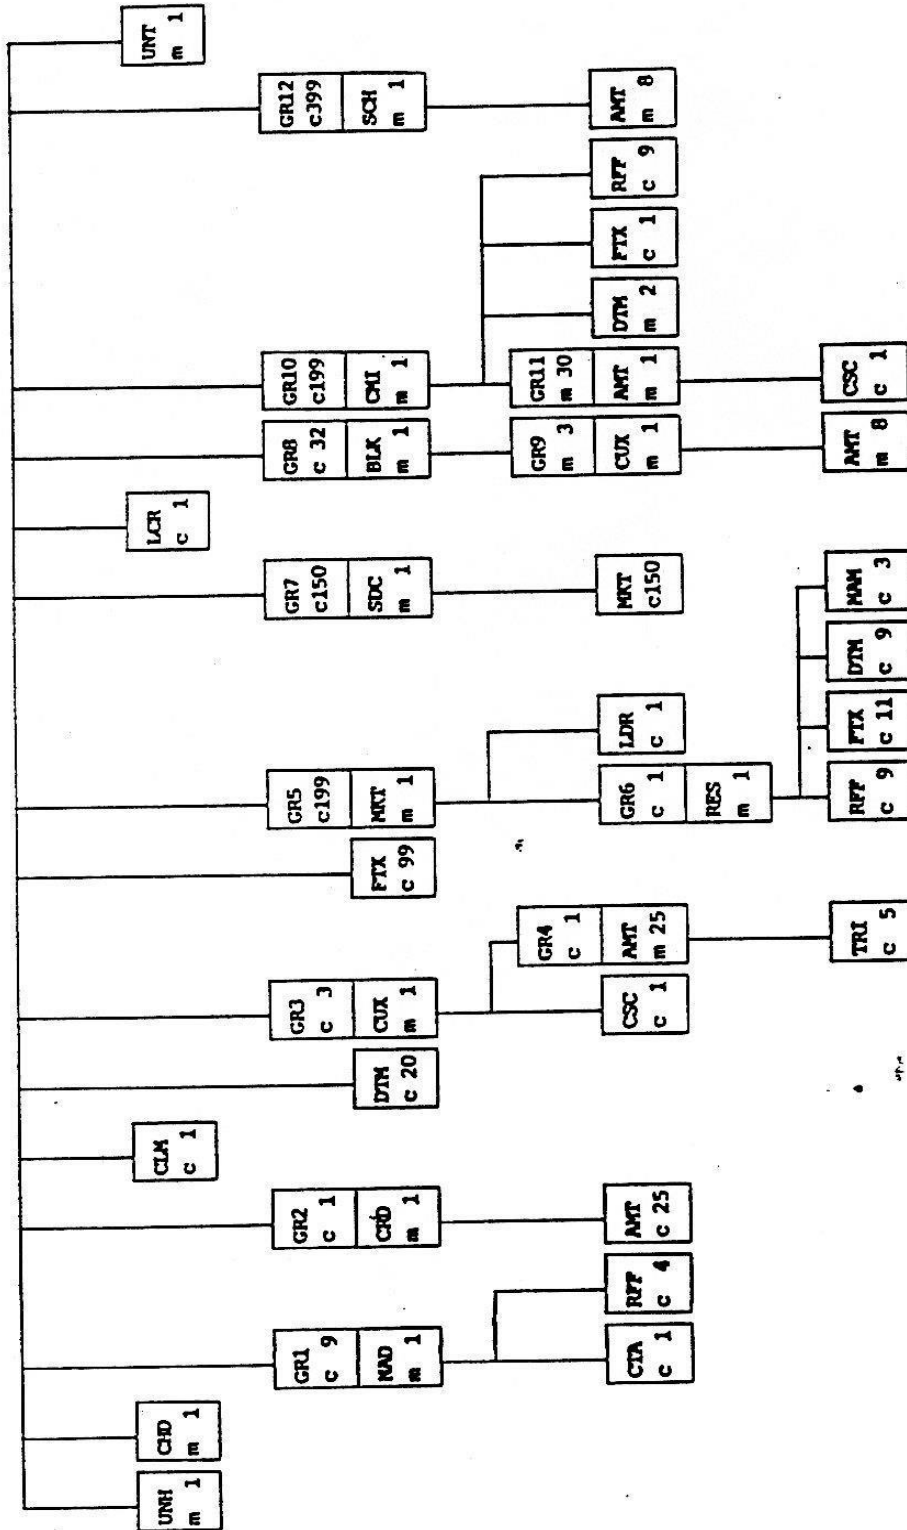 UNH
m 1
CHD
m 1
GR1
c 9
NAD
m 1
CTA
c 1
RFF
c 4
GR2
c 1
CRD
m 1
AMT
c 25
CLM
c 1
DTM
c 20
GR3
c 3
CUX
m 1
CSC
c 1
GR4
c 1
AMT
m 25
TRI
c 5
FTX
c 99
GR5
c199
MKT
m 1
GR6
c 1
RES
m 1
RFF
c 9
FTX
c 11
DTM
c 9
MAM
c 3
LDR
c 1
GR7
c150
SDC
m 1
MKT
c150
LCR
c 1
GR8
c 32
BLK
m 1
GR9
m 3
CUX
m 1
AMT
m 8
GR10
c199
CMI
m 1
GR11
m 30
AMT
m 1
CSC
c 1
DTM
m 2
FTX
c 1
RFF
c 9
GR12
c399
SCH
m 1
AMT
m 8
UNT
m 1